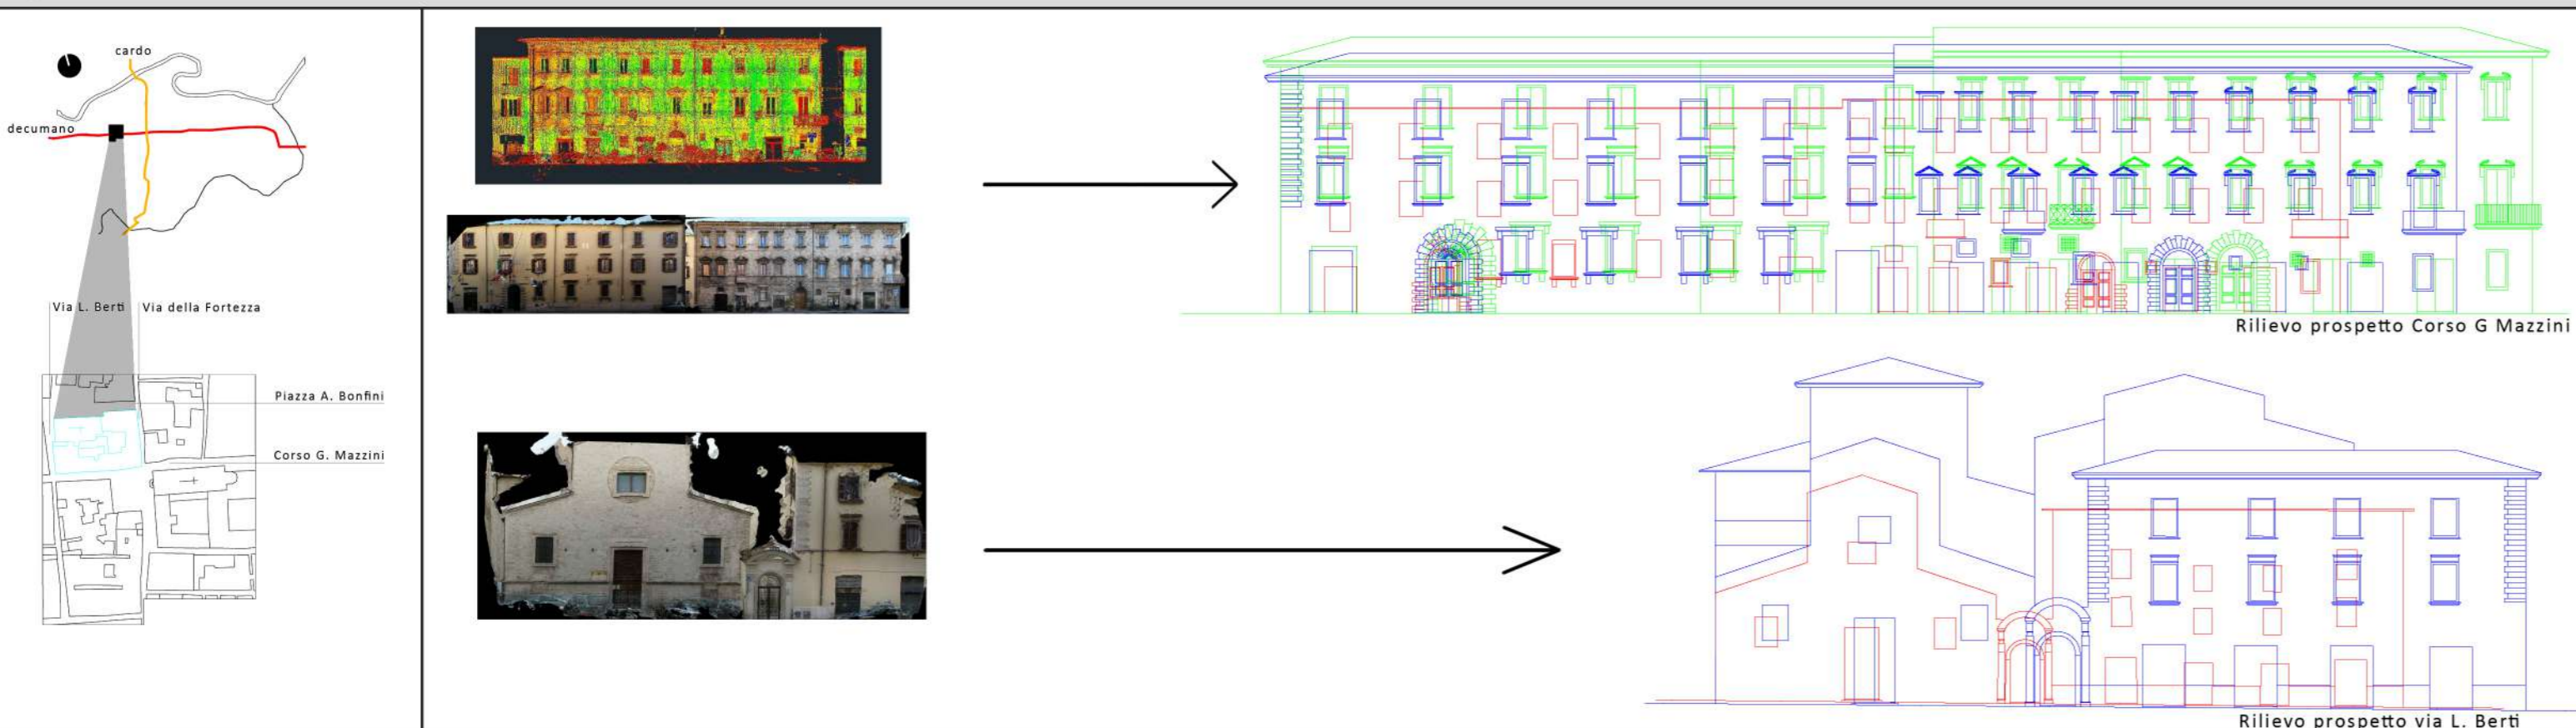 cardo
decumano
Via L. Berti
Via della Fortezza
Piazza A. Bonfini
Corso G. Mazzini
Rilievo prospetto Corso G Mazzini
Rilievo prospetto via L. Berti